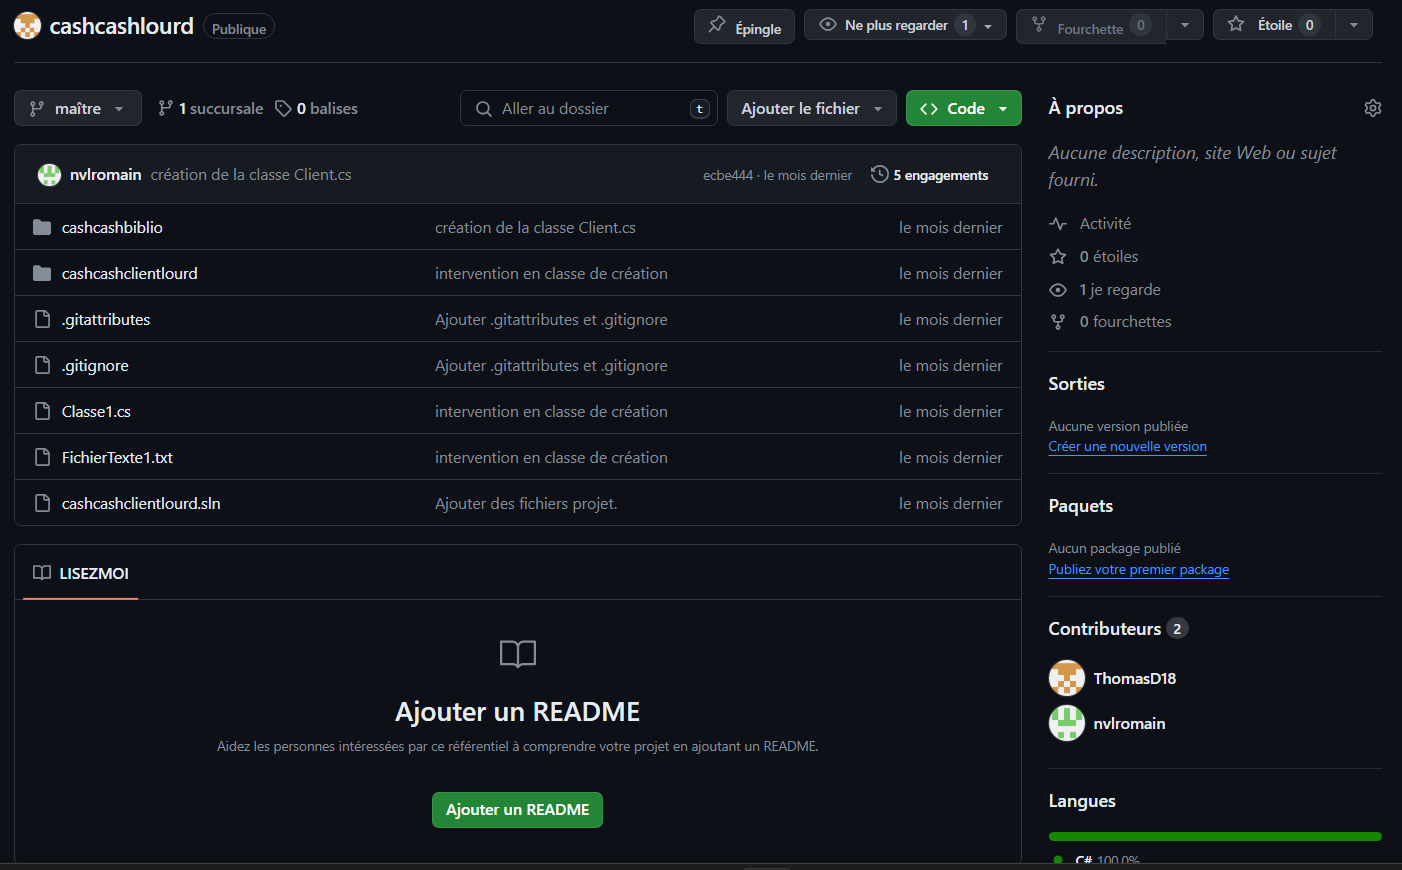 cashcashlourd Publique Épingle Ne plus regarder 1 Fourchette 0 Étoile 0
maître 1 succursale 0 balises Aller au dossier t Ajouter le fichier Code
nvlromain création de la classe Client.cs ecbe444 · le mois dernier 5 engagements
cashcashbiblio création de la classe Client.cs le mois dernier
cashcashclientlourd intervention en classe de création le mois dernier
.gitattributes Ajouter .gitattributes et .gitignore le mois dernier
.gitignore Ajouter .gitattributes et .gitignore le mois dernier
Classe1.cs intervention en classe de création le mois dernier
FichierTexte1.txt intervention en classe de création le mois dernier
cashcashclientlourd.sln Ajouter des fichiers projet. le mois dernier
LISEZMOI
Ajouter un README
Aidez les personnes intéressées par ce référentiel à comprendre votre projet en ajoutant un README.
Ajouter un README
À propos
Aucune description, site Web ou sujet
fourni.
Activité
0 étoiles
1 je regarde
0 fourchettes
Sorties
Aucune version publiée
Créer une nouvelle version
Paquets
Aucun package publié
Publiez votre premier package
Contributeurs 2
ThomasD18
nvlromain
Langues
C# 100.0%